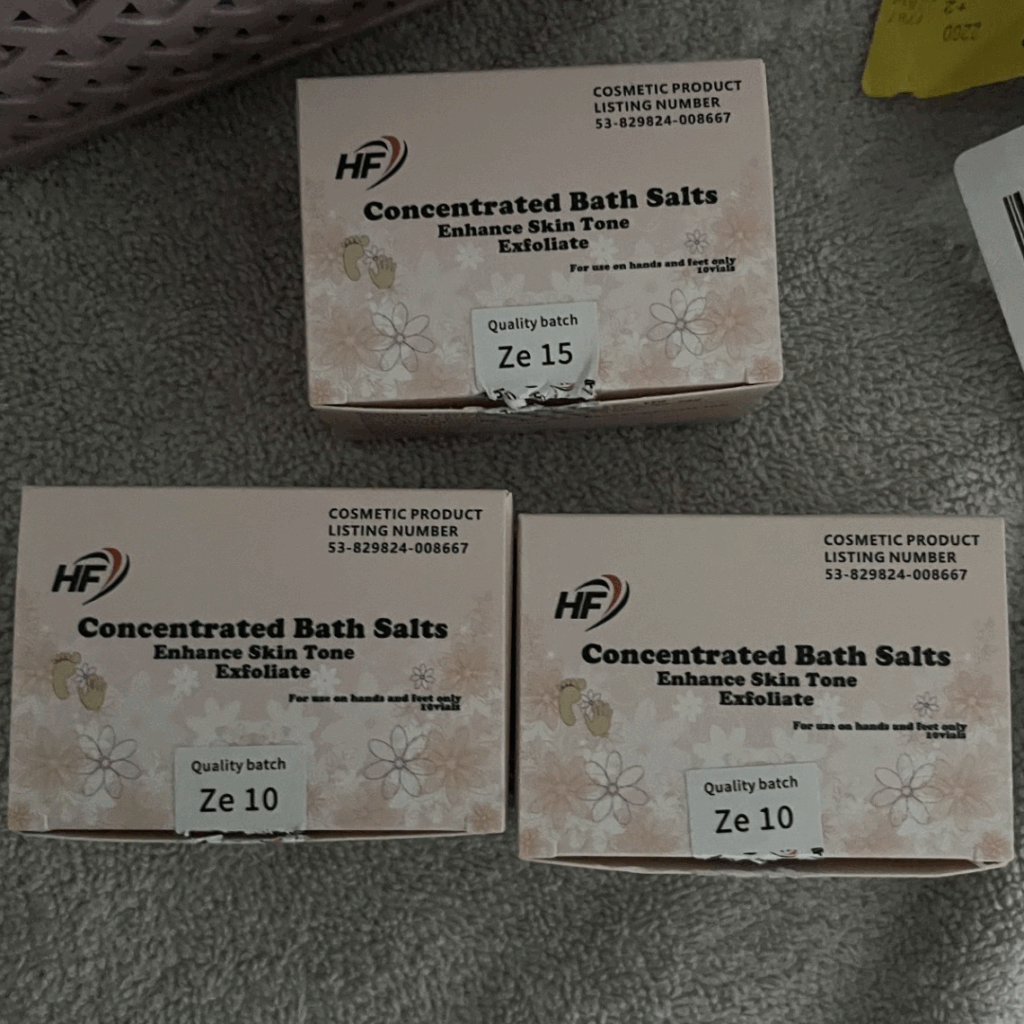 2200
COSMETIC PRODUCT
LISTING NUMBER
53-829824-008667
HF
Concentrated Bath Salts
Enhance Skin Tone
Exfoliate
For use on hands and feet only
10vials
Quality batch
Ze 15
COSMETIC PRODUCT
LISTING NUMBER
53-829824-008667
HF
Concentrated Bath Salts
Enhance Skin Tone
Exfoliate
For use on hands and feet only
10vials
Quality batch
Ze 10
COSMETIC PRODUCT
LISTING NUMBER
53-829824-008667
HF
Concentrated Bath Salts
Enhance Skin Tone
Exfoliate
For use on hands and feet only
10vials
Quality batch
Ze 10